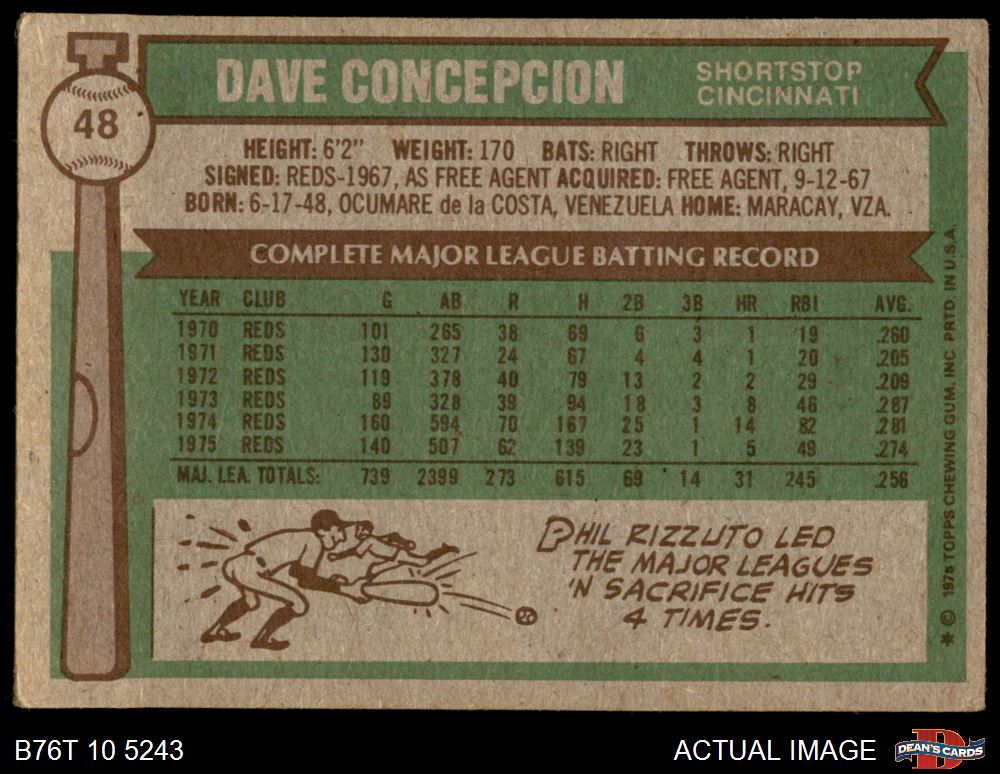 48
DAVE CONCEPCION
SHORTSTOP
CINCINNATI
HEIGHT: 6'2" WEIGHT: 170 BATS: RIGHT THROWS: RIGHT
SIGNED: REDS-1967, AS FREE AGENT ACQUIRED: FREE AGENT, 9-12-67
BORN: 6-17-48, OCUMARE de la COSTA, VENEZUELA HOME: MARACAY, VZA.
COMPLETE MAJOR LEAGUE BATTING RECORD
YEAR CLUB G AB R H 2B 3B HR RBI AVG.
1970 REDS 101 265 38 69 6 3 1 19 .260
1971 REDS 130 327 24 67 4 4 1 20 .205
1972 REDS 119 378 40 79 13 2 2 29 .209
1973 REDS 89 328 39 94 18 3 8 46 .287
1974 REDS 160 594 70 167 25 1 14 82 .281
1975 REDS 140 507 62 139 23 1 5 49 .274
MAJ. LEA. TOTALS: 739 2399 273 615 69 14 31 245 .256
PHIL RIZZUTO LED
THE MAJOR LEAGUES
'N SACRIFICE HITS
4 TIMES.
* © 1976 TOPPS CHEWING GUM, INC PRTD. IN U.S.A.
B76T 10 5243
ACTUAL IMAGE
D
DEAN'S CARDS